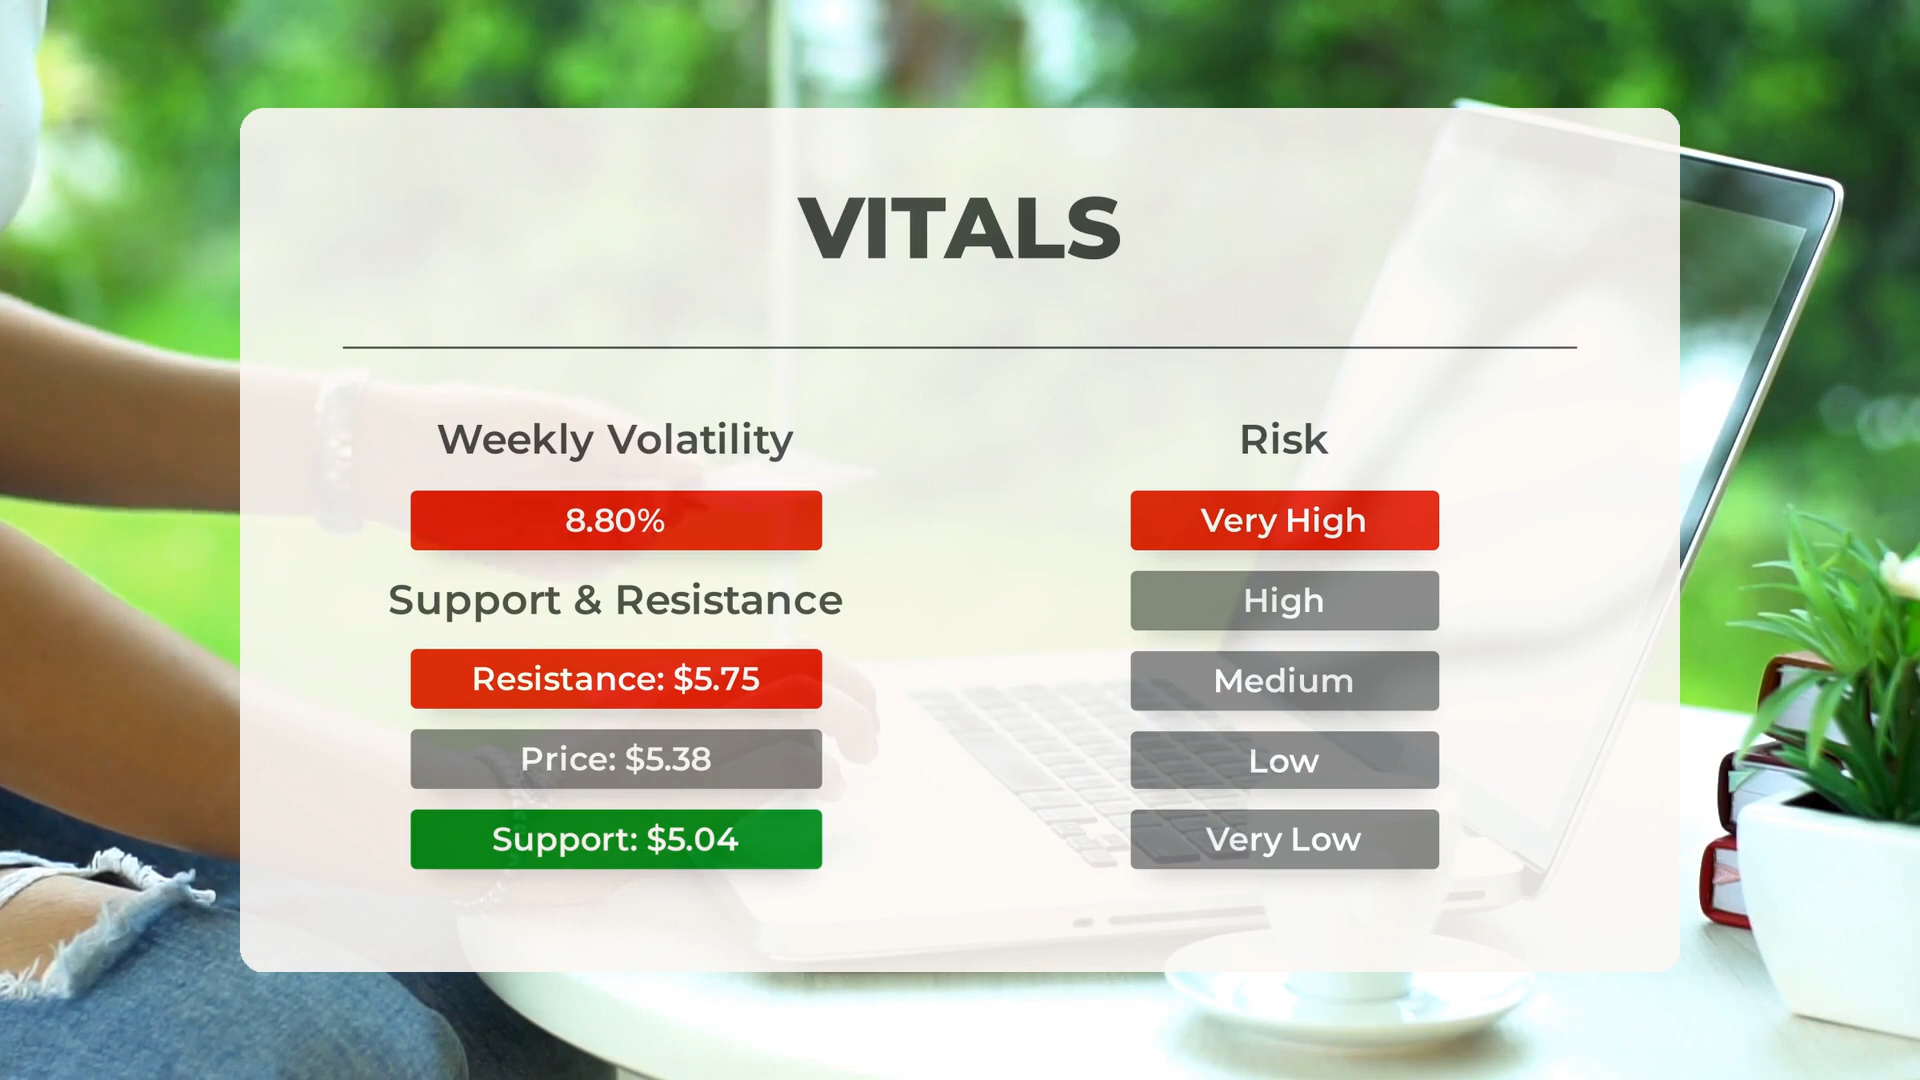 VITALS
Weekly Volatility
8.80%
Support & Resistance
Resistance: $5.75
Price: $5.38
Support: $5.04
Risk
Very High
High
Medium
Low
Very Low